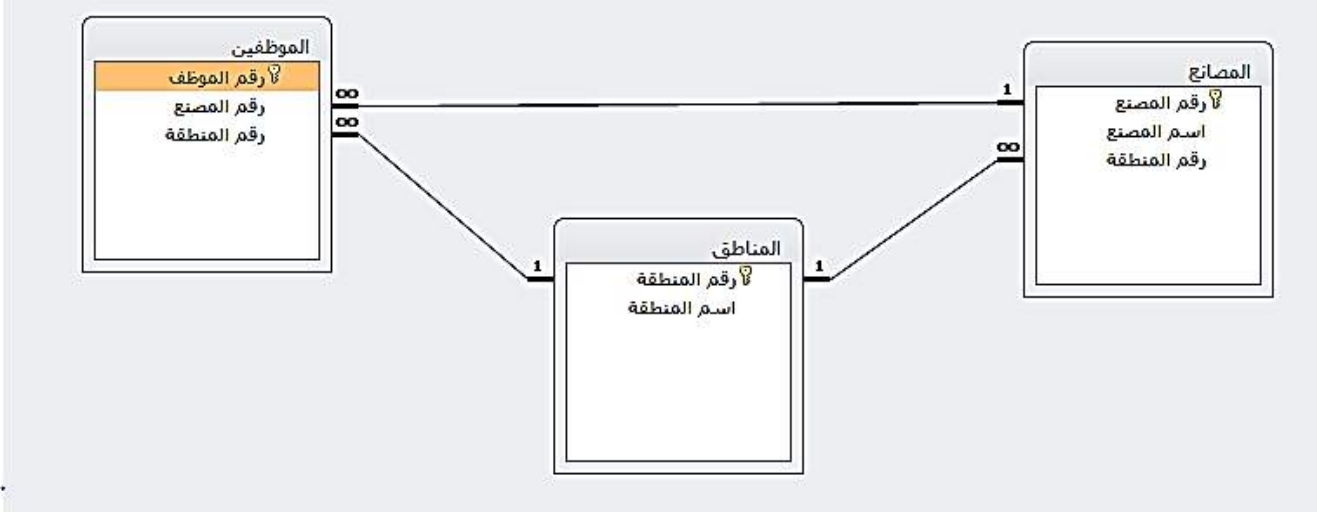 المصانع
رقم المصنع
اسم المصنع
رقم المنطقة
1
∞
الموظفين
رقم الموظف
رقم المصنع
رقم المنطقة
∞
∞
المناطق
رقم المنطقة
اسم المنطقة
1
1